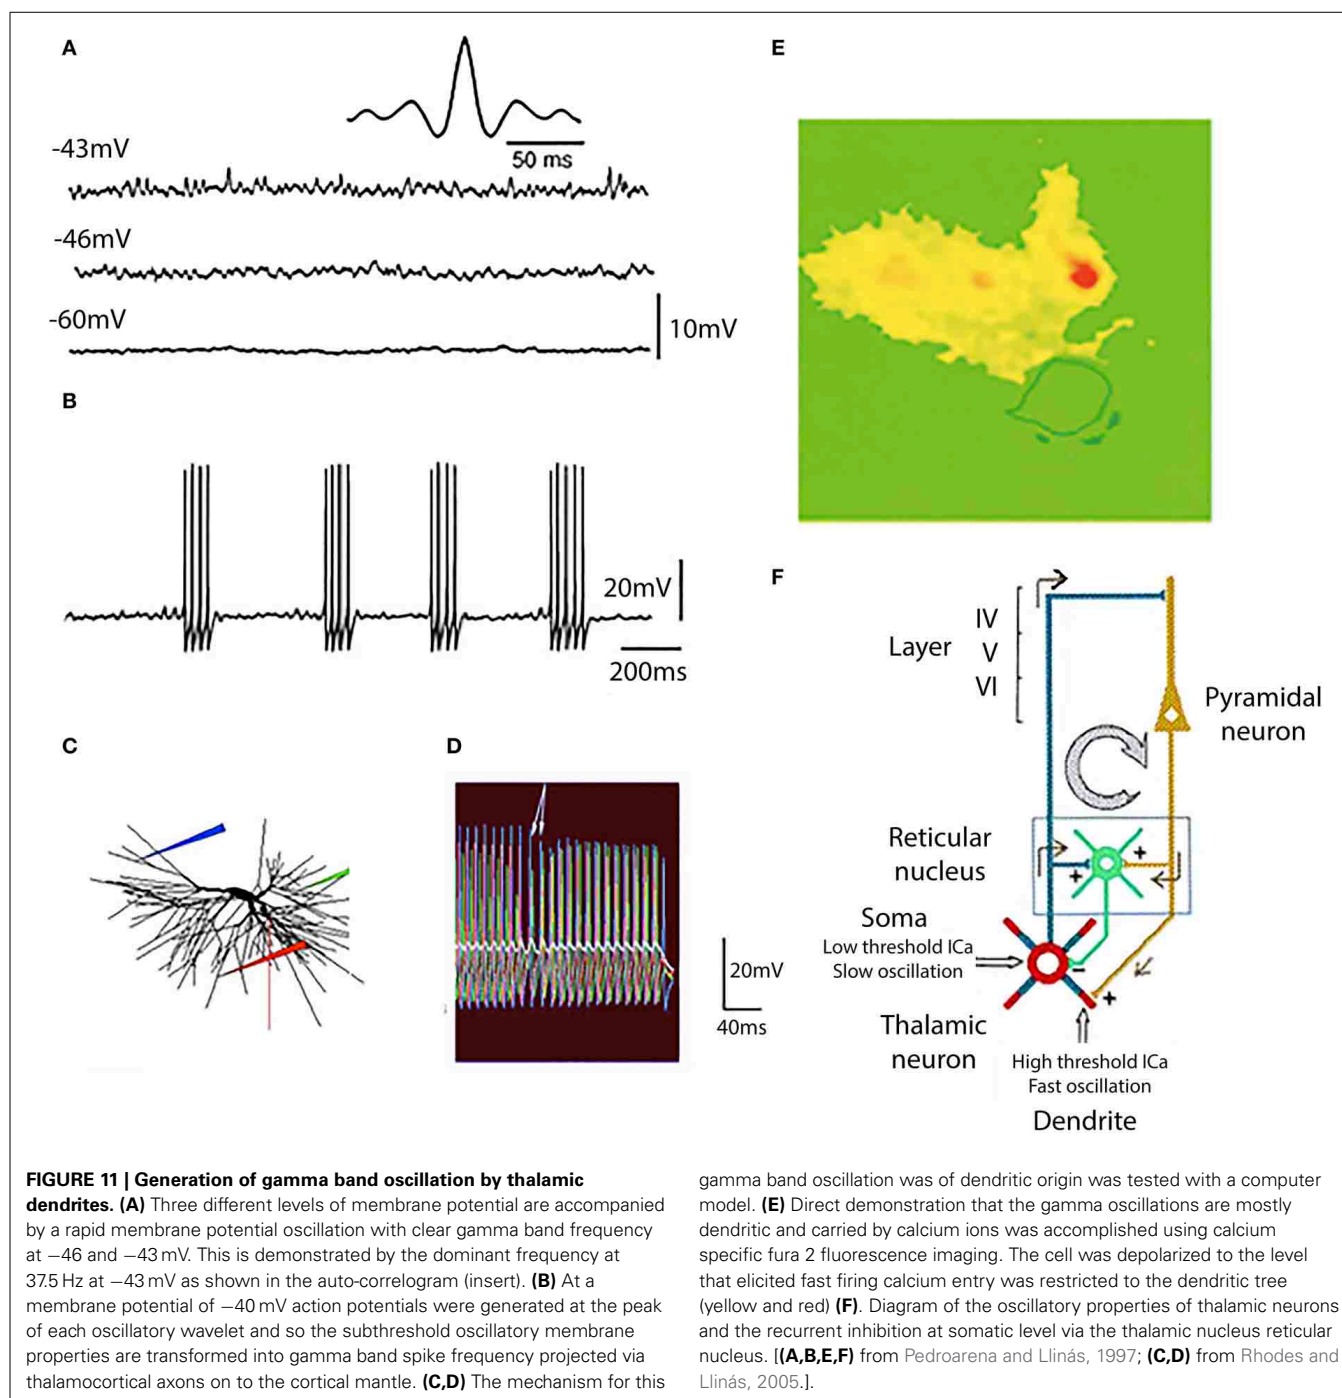 A
50 ms
-43mV
-46mV
-60mV
10mV
B
20mV
200ms
C
D
20mV
40ms
E
F
IV
Layer
V
VI
Pyramidal
neuron
Reticular
nucleus
+
+
Soma
Low threshold ICa
Slow oscillation
-
+
Thalamic
neuron
High threshold ICa
Fast oscillation
Dendrite
FIGURE 11 | Generation of gamma band oscillation by thalamic
dendrites. (A) Three different levels of membrane potential are accompanied
by a rapid membrane potential oscillation with clear gamma band frequency
at −46 and −43 mV. This is demonstrated by the dominant frequency at
37.5 Hz at −43 mV as shown in the auto-correlogram (insert). (B) At a
membrane potential of −40 mV action potentials were generated at the peak
of each oscillatory wavelet and so the subthreshold oscillatory membrane
properties are transformed into gamma band spike frequency projected via
thalamocortical axons on to the cortical mantle. (C,D) The mechanism for this
gamma band oscillation was of dendritic origin was tested with a computer
model. (E) Direct demonstration that the gamma oscillations are mostly
dendritic and carried by calcium ions was accomplished using calcium
specific fura 2 fluorescence imaging. The cell was depolarized to the level
that elicited fast firing calcium entry was restricted to the dendritic tree
(yellow and red) (F). Diagram of the oscillatory properties of thalamic neurons
and the recurrent inhibition at somatic level via the thalamic nucleus reticular
nucleus. [(A,B,E,F) from Pedroarena and Llinás, 1997; (C,D) from Rhodes and
Llinás, 2005.].